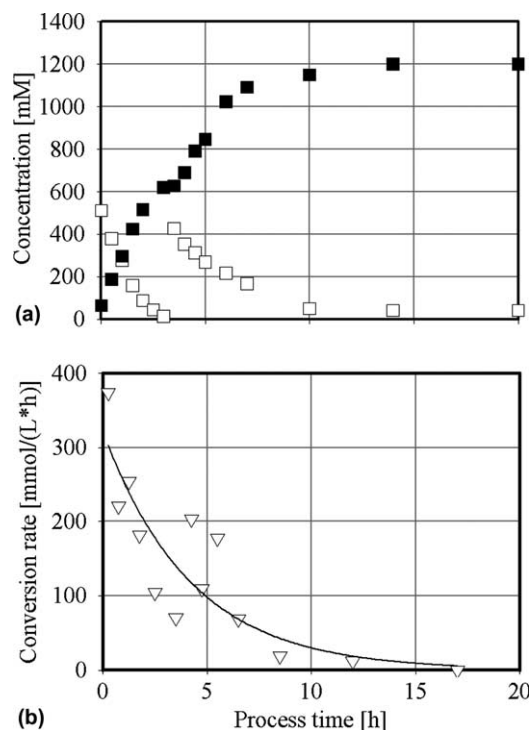 1400
1200
1000
800
600
400
200
0
Concentration [mM]
(a)
400
300
200
100
0
Conversion rate [mmol/(L*h)]
0 5 10 15 20
(b) Process time [h]